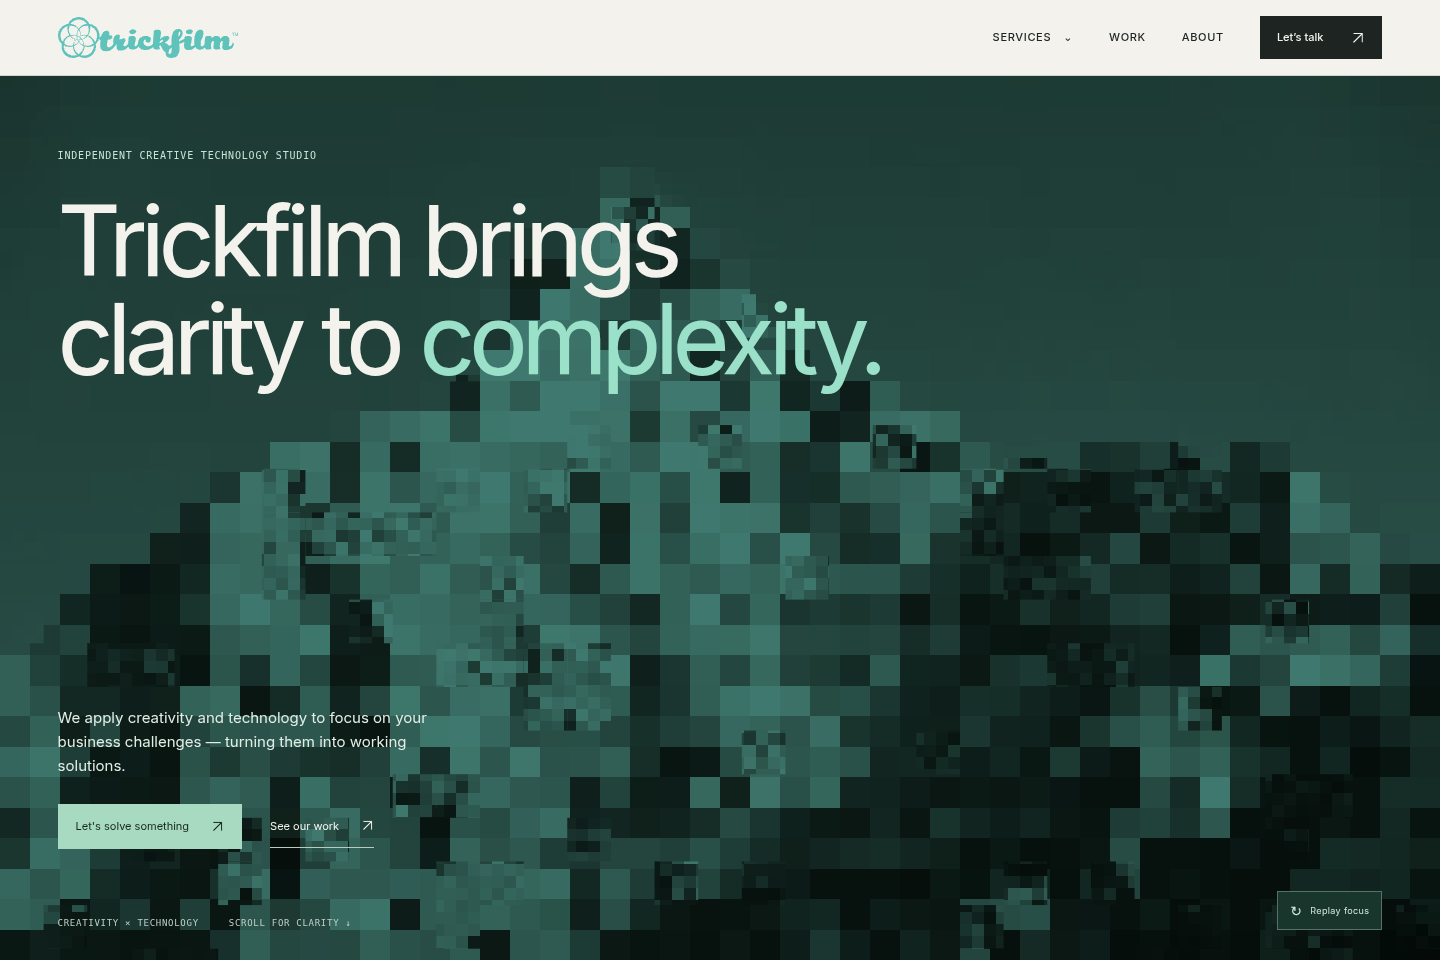 trickfilm™
SERVICES
WORK
ABOUT
Let's talk
INDEPENDENT CREATIVE TECHNOLOGY STUDIO
Trickfilm brings
clarity to complexity.
We apply creativity and technology to focus on your
business challenges — turning them into working
solutions.
Let's solve something
See our work
CREATIVITY × TECHNOLOGY
SCROLL FOR CLARITY ↓
Replay focus